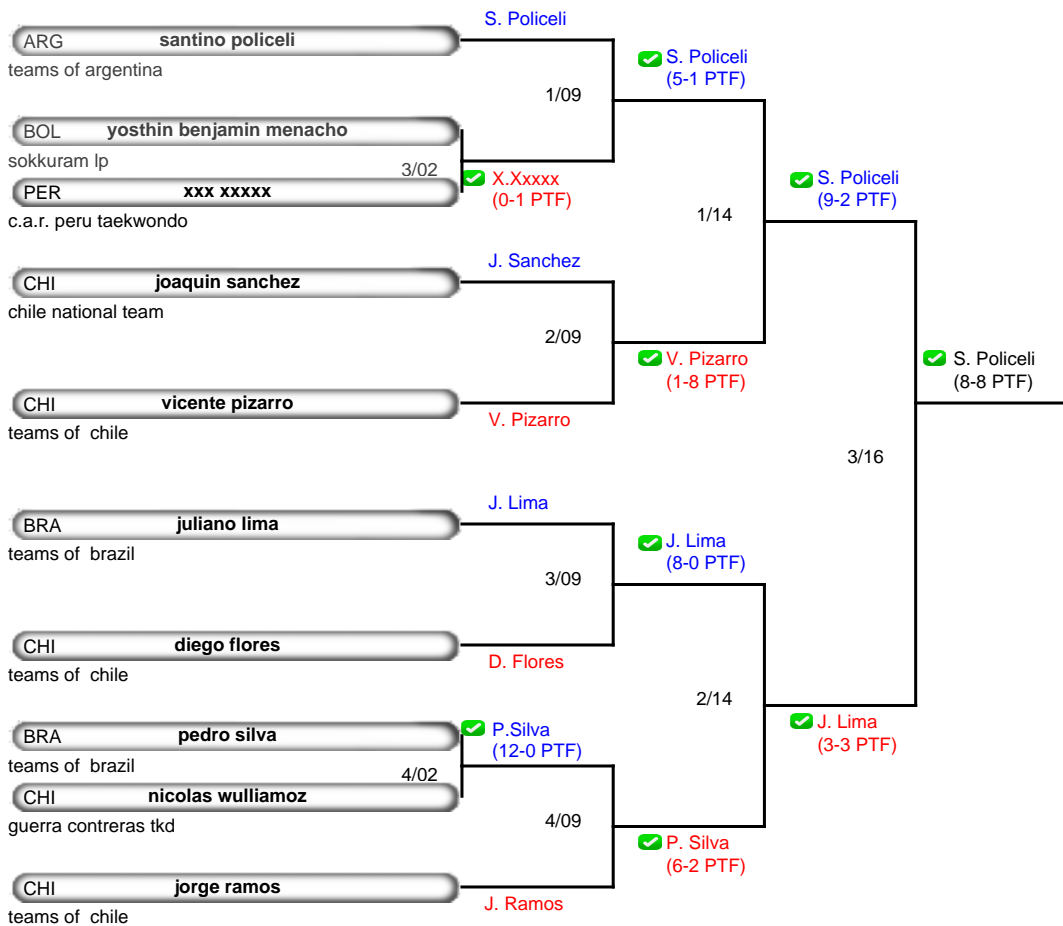 S. Policeli
ARG santino policeli
teams of argentina
S. Policeli
(5-1 PTF)
1/09
BOL yosthin benjamin menacho
sokkuram lp
3/02
PER xxx xxxxx
c.a.r. peru taekwondo
X.Xxxxx
(0-1 PTF)
S. Policeli
(9-2 PTF)
1/14
J. Sanchez
CHI joaquin sanchez
chile national team
2/09
V. Pizarro
(1-8 PTF)
CHI vicente pizarro
teams of  chile
V. Pizarro
S. Policeli
(8-8 PTF)
3/16
J. Lima
BRA juliano lima
teams of  brazil
J. Lima
(8-0 PTF)
3/09
CHI diego flores
teams of  chile
D. Flores
2/14
J. Lima
(3-3 PTF)
BRA pedro silva
teams of  brazil
P.Silva
(12-0 PTF)
4/02
CHI nicolas wulliamoz
guerra contreras tkd
4/09
P. Silva
(6-2 PTF)
CHI jorge ramos
teams of  chile
J. Ramos